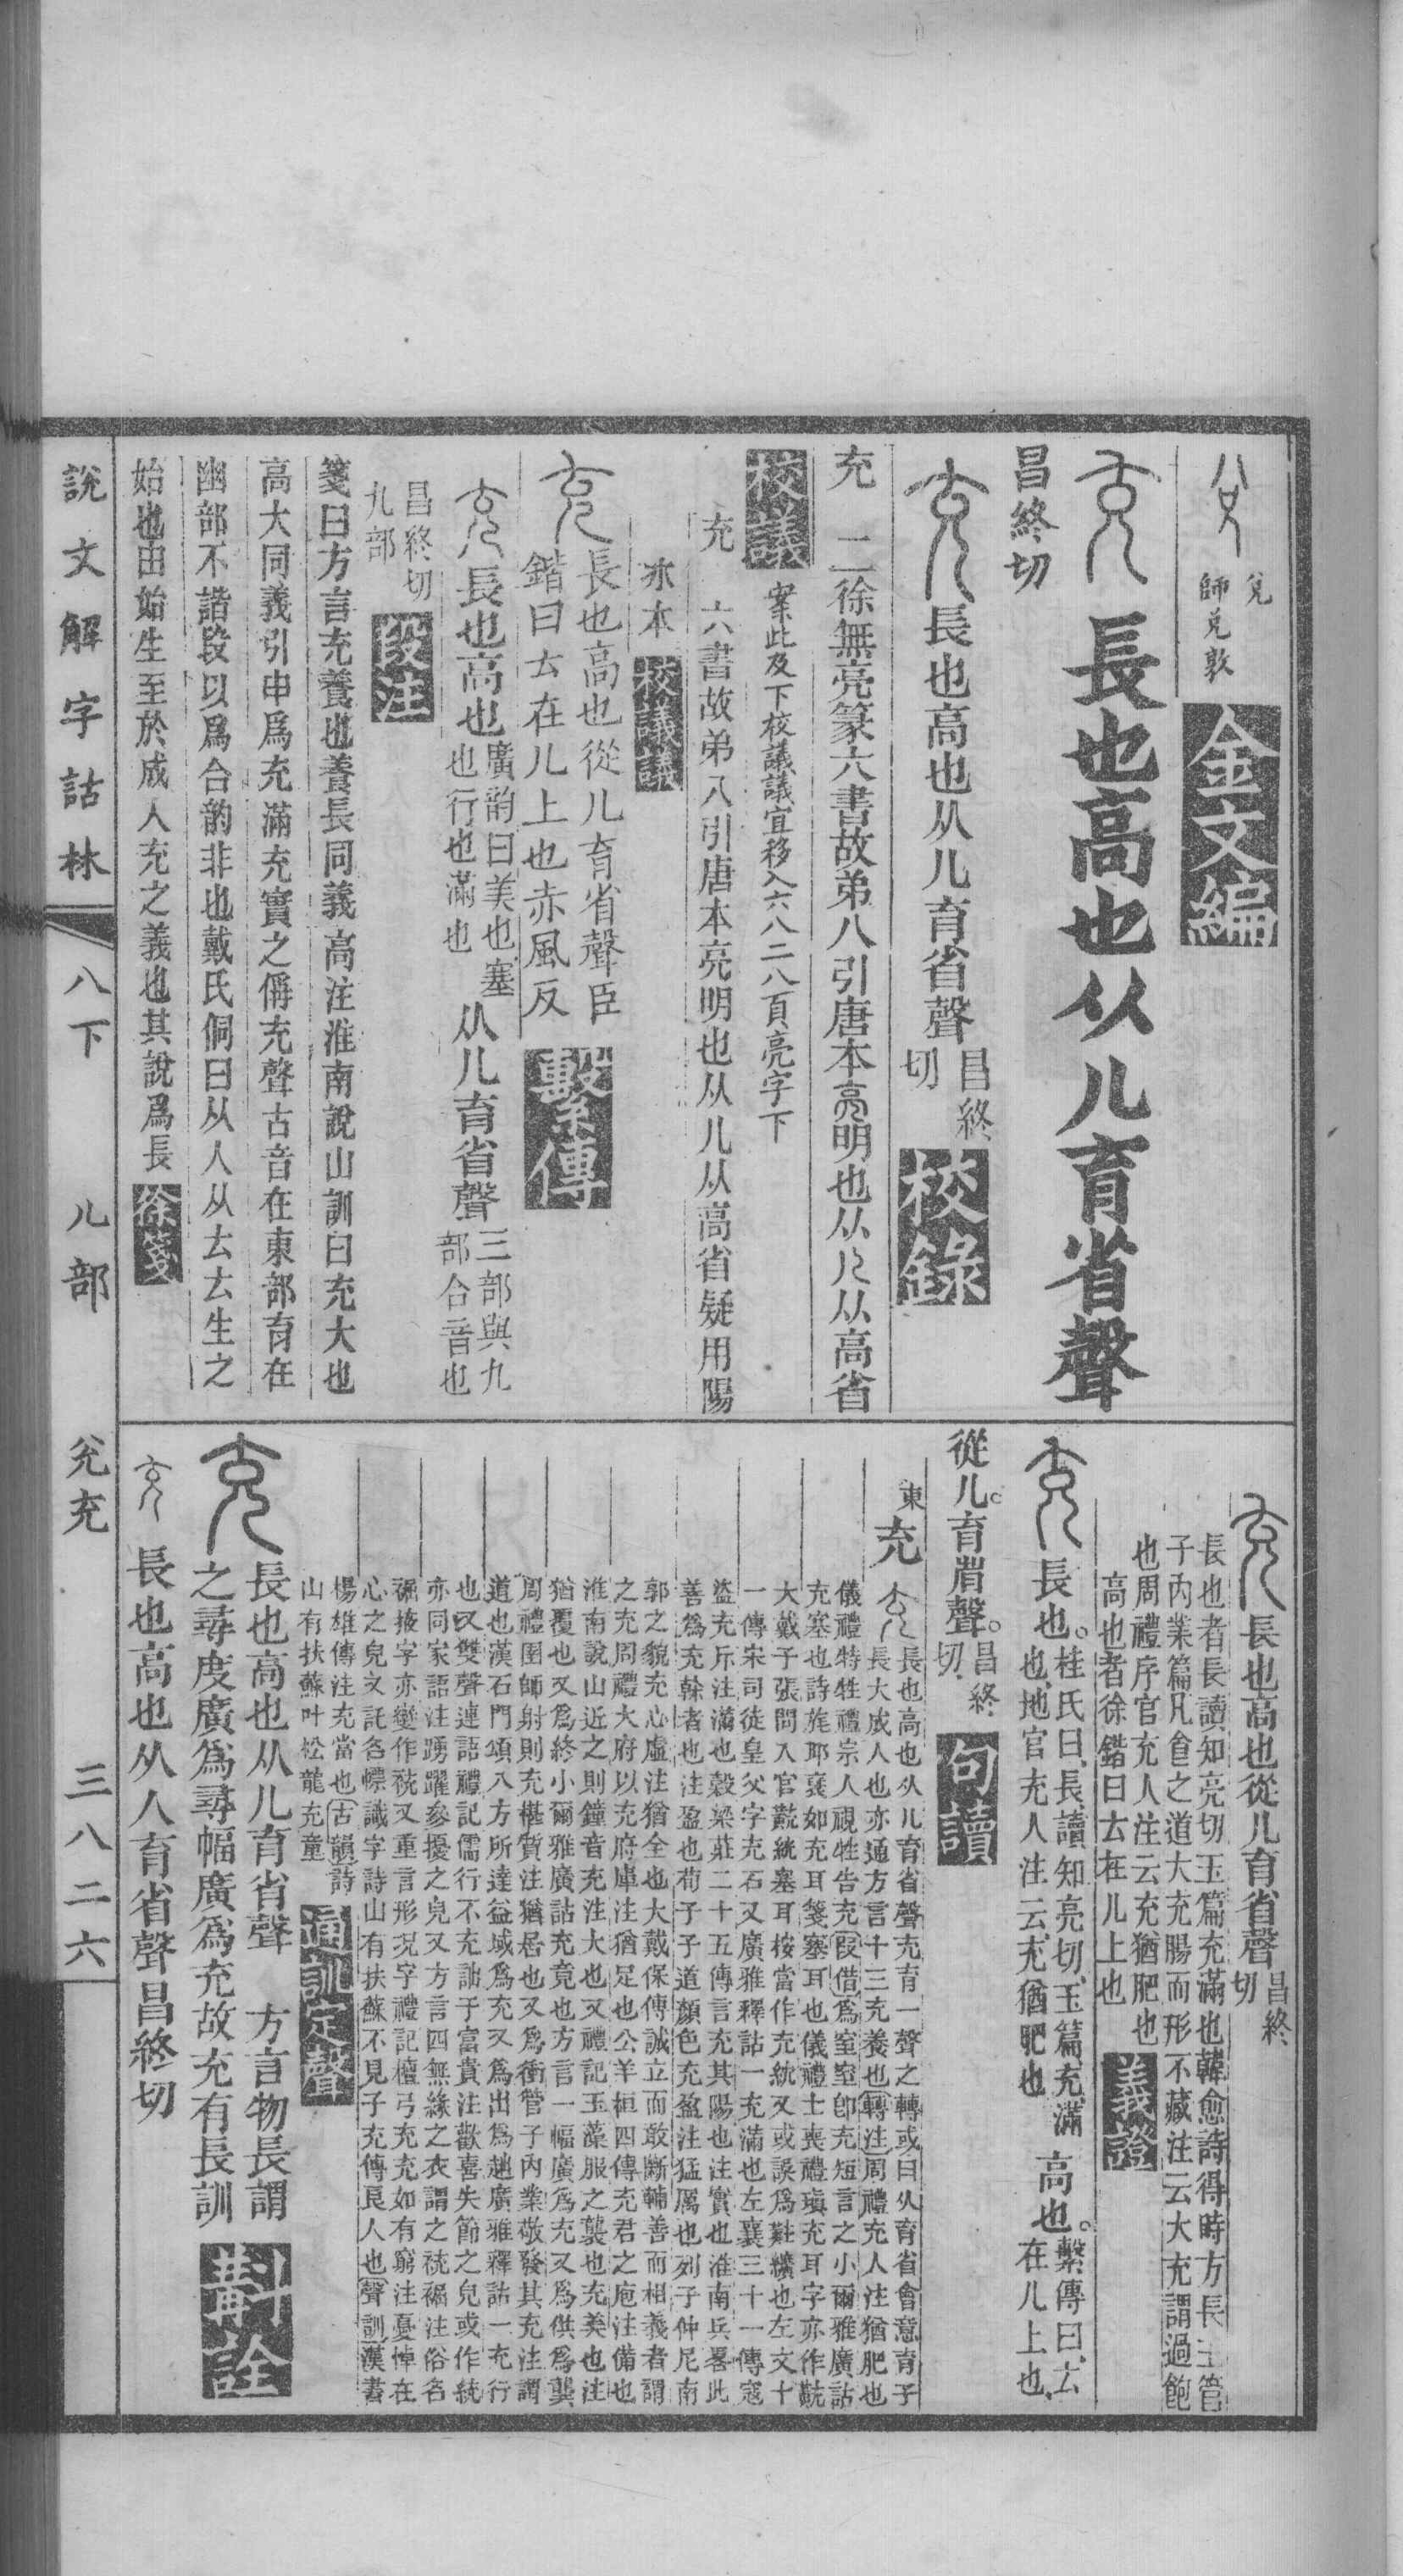 兌
師兌敦
金文編
長也高也从儿育省聲
昌終切
長也高也从儿育省聲
昌終
切
校錄
充　二徐無亮篆六書故弟八引唐本亮明也从儿从高省
校議
案此及下校議議宜移入六八二八頁亮字下
充　六書故弟八引唐本亮明也从儿从高省疑用陽
冰本
校議議
長也高也從儿育省聲臣
鍇曰𠫓在儿上也赤風反
繫傳
長也高也
廣韵曰美也塞
也行也滿也
从儿育省聲
三部與九
部合音也
昌終切
九部
段注
箋曰方言充養也養長同義高注淮南說山訓曰充大也
高大同義引申爲充滿充實之偁充聲古音在東部育在
幽部不諧段以爲合韵非也戴氏侗曰从人从𠫓𠫓生之
始也由始生至於成人充之義也其說爲長
徐箋
長也高也從儿育省聲
昌終
切
長也者長讀知亮切玉篇充滿也韓愈詩得時方長王管
子內業篇凡食之道大充腸而形不藏注云大充謂過飽
也周禮序官充人注云充猶肥也
高也者徐鍇曰𠫓在儿上也
義證
長也。
桂氏曰、長、讀知亮切、玉篇、充、滿
也、地官充人注云、充、猶肥也、
高也。
繫傳曰、𠫓
在儿上也、
從儿。育省聲。
昌終
切、
句讀
東
充
長也高也从儿育省聲充育一聲之轉或曰从育省會意育子
長大成人也亦通方言十三充養也轉注周禮充人注猶肥也
儀禮特牲禮宗人視牲告充假借爲窒窒卽充短言之小爾雅廣詁
充塞也詩旄邱褎如充耳箋塞耳也儀禮士喪禮瑱充耳字亦作黈
大戴子張問入官黈絖塞耳按當作充紞又或誤爲黈纊也左文十
一傳宋司徒皇父字充石又廣雅釋詁一充滿也左襄三十一傳寇
盜充斥注滿也穀梁莊二十五傳言充其陽也注實也淮南兵畧此
善爲充榦者也注盈也荀子子道顏色充盈注猛厲也列子仲尼南
郭之貌充心虛注猶全也大戴保傅誠立而敢斷輔善而相義者謂
之充周禮大府以充府庫注猶足也公羊桓四傳充君之庖注備也
淮南說山近之則鐘音充注大也又禮記玉藻服之襲也充美也注
猶覆也又爲終小爾雅廣詁充竟也方言一幅廣爲充又爲供爲龔
周禮圉師射則充椹質注猶居也又爲衝管子內業敬發其充注謂
道也漢石門頌八方所達益域爲充又爲出爲趉廣雅釋詁一充行
也又雙聲連語禮記儒行不充詘于富貴注歡喜失節之皃或作統
亦同家語注踴躍參擾之皃又方言四無緣之衣謂之䘪裾注俗名
裾掖字亦變作䘪又重言形況字禮記檀弓充充如有窮注憂悼在
心之皃又託名幖識字詩山有扶蘇不見子充傳良人也聲訓漢書
楊雄傳注充當也古韻詩
山有扶蘇叶松龍充童
通訓定聲
長也高也从儿育省聲　方言物長謂
之尋度廣爲尋幅廣爲充故充有長訓
斠詮
長也高也从人育省聲昌終切
說文解字詁林
八下
儿部
兌充
三八二六